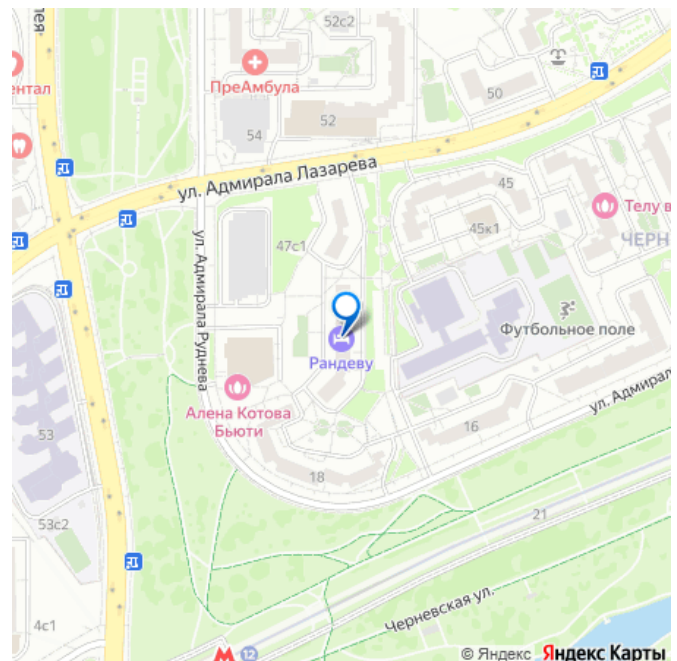 лея
52с2
ПреАмбула
ентал
50
52
54
ул. Адмирала Лазарева
45
Телу в
45к1
ЧЕРН
47с1
ул. Адмирала Руднева
Футбольное поле
Рандеву
Алена Котова
Бьюти
ул. Адмирал
16
53
18
53с2
21
Черневская ул.
4с1
М
12
© Яндекс Яндекс Карты